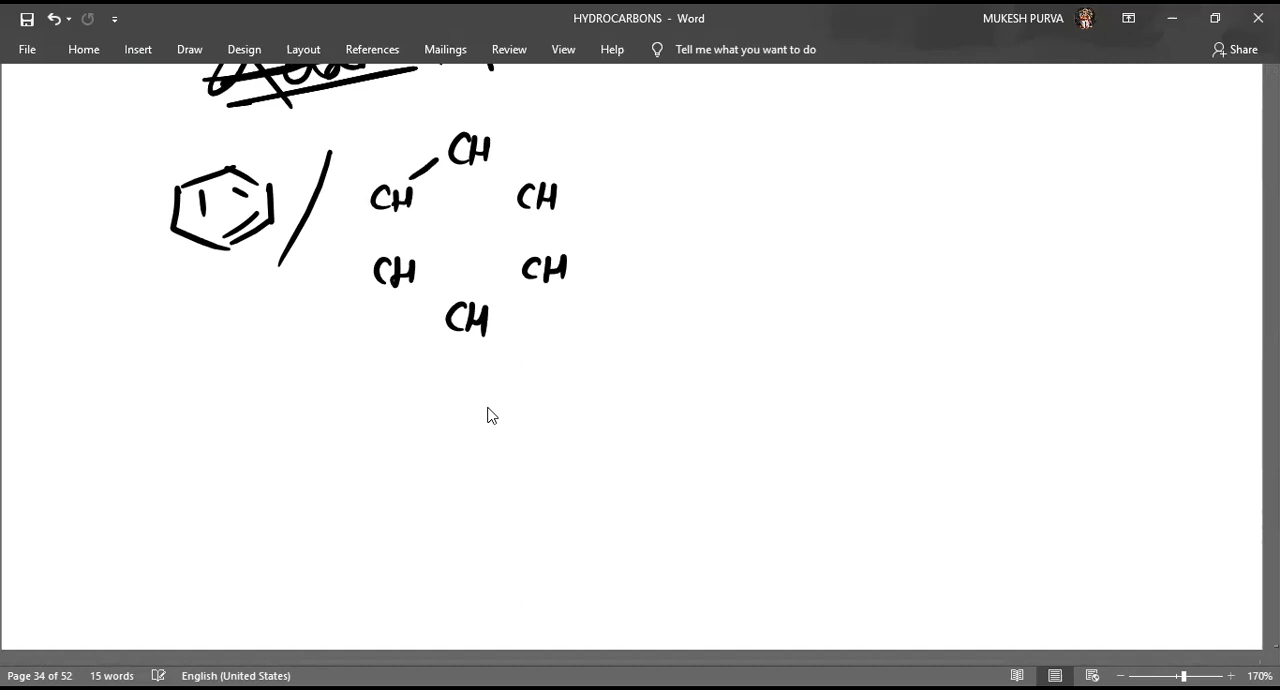 HYDROCARBONS - Word
MUKESH PURVA
File Home Insert Draw Design Layout References Mailings Review View Help Tell me what you want to do Share
CH
CH CH
CH CH
CH
Page 34 of 52 15 words English (United States) 170%